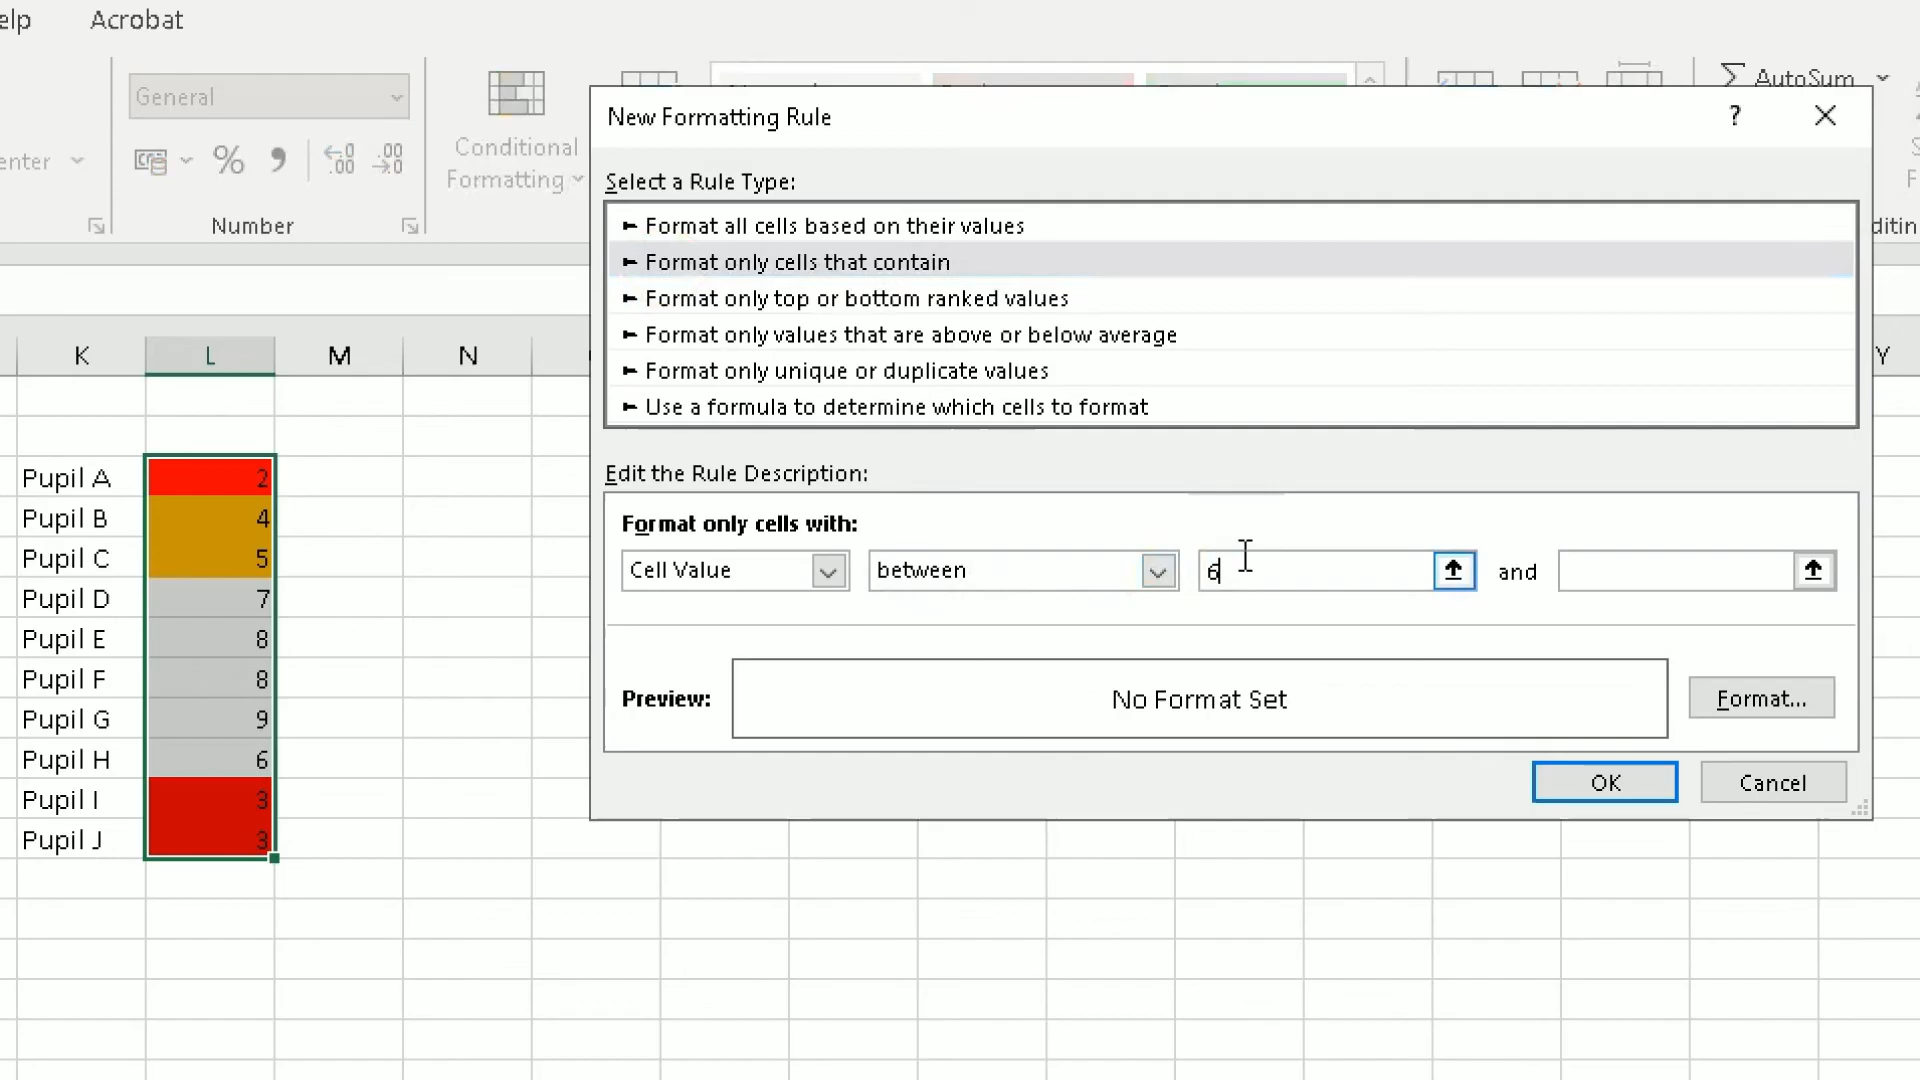 elp
Acrobat
General
enter
%
Number
Conditional
Formatting
AutoSum
ditin
New Formatting Rule
?
Select a Rule Type:
► Format all cells based on their values
► Format only cells that contain
► Format only top or bottom ranked values
► Format only values that are above or below average
► Format only unique or duplicate values
► Use a formula to determine which cells to format
Edit the Rule Description:
Format only cells with:
Cell Value between 6 and
Preview: No Format Set Format...
OK Cancel
K L M N Y
Pupil A 2
Pupil B 4
Pupil C 5
Pupil D 7
Pupil E 8
Pupil F 8
Pupil G 9
Pupil H 6
Pupil I 3
Pupil J 3